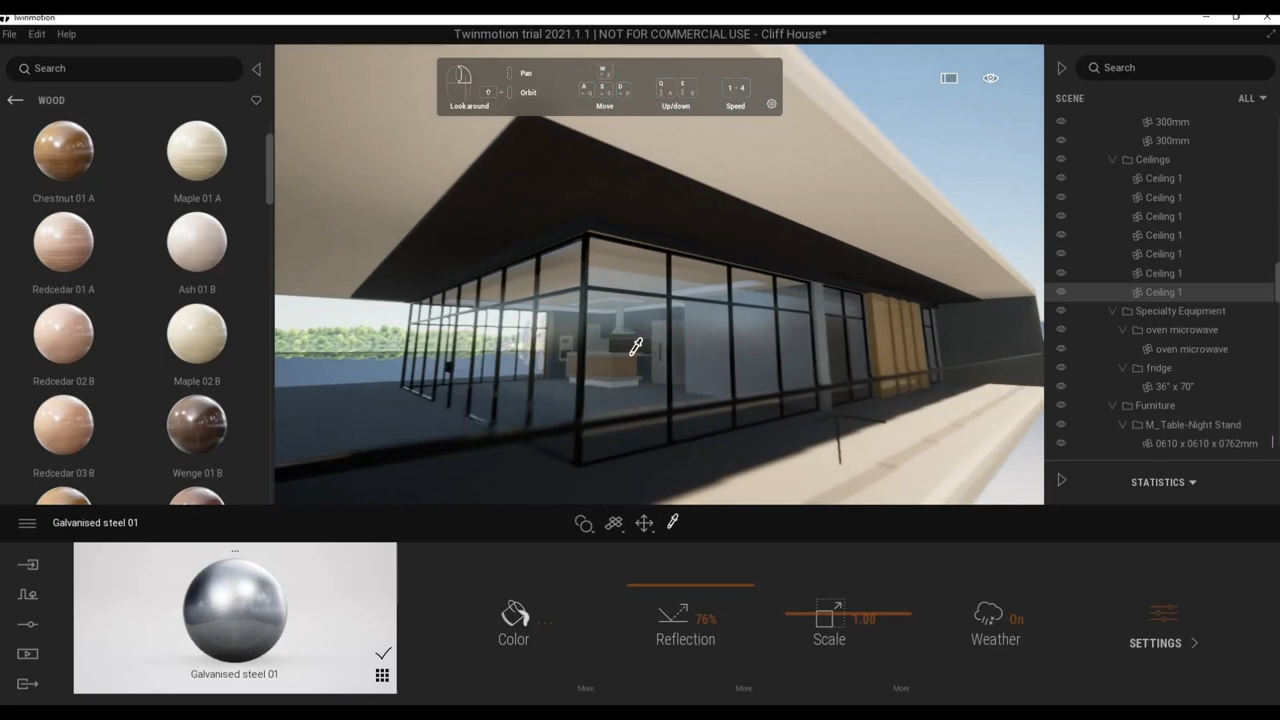 Twinmotion
File Edit Help
Twinmotion trial 2021.1.1 | NOT FOR COMMERCIAL USE - Cliff House*
Search
WOOD
Chestnut 01 A
Maple 01 A
Redcedar 01 A
Ash 01 B
Redcedar 02 B
Maple 02 B
Redcedar 03 B
Wenge 01 B
Look around
Pan
Orbit
W
A S D
Move
Q E
Up/down
1 - 4
Speed
Search
SCENE
ALL
300mm
300mm
Ceilings
Ceiling 1
Ceiling 1
Ceiling 1
Ceiling 1
Ceiling 1
Ceiling 1
Ceiling 1
Specialty Equipment
oven microwave
oven microwave
fridge
36" x 70"
Furniture
M_Table-Night Stand
0610 x 0610 x 0762mm
STATISTICS
Galvanised steel 01
...
Galvanised steel 01
Color
...
More
Reflection
76%
More
Scale
1.00
More
Weather
On
SETTINGS